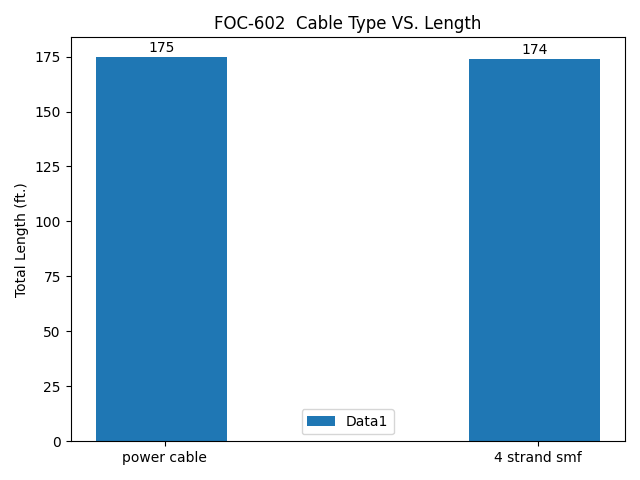 FOC-602  Cable Type VS. Length
175
174
175
150
125
100
75
50
25
0
Total Length (ft.)
Data1
power cable
4 strand smf